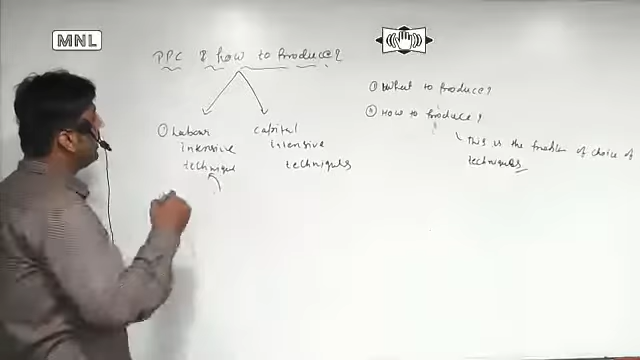 MNL
PPC & how to Produce?
① Labour
Intensive
technique
Capital
Intensive
techniques
① What to produce?
② How to produce?
This is the problem of choice of
techniques